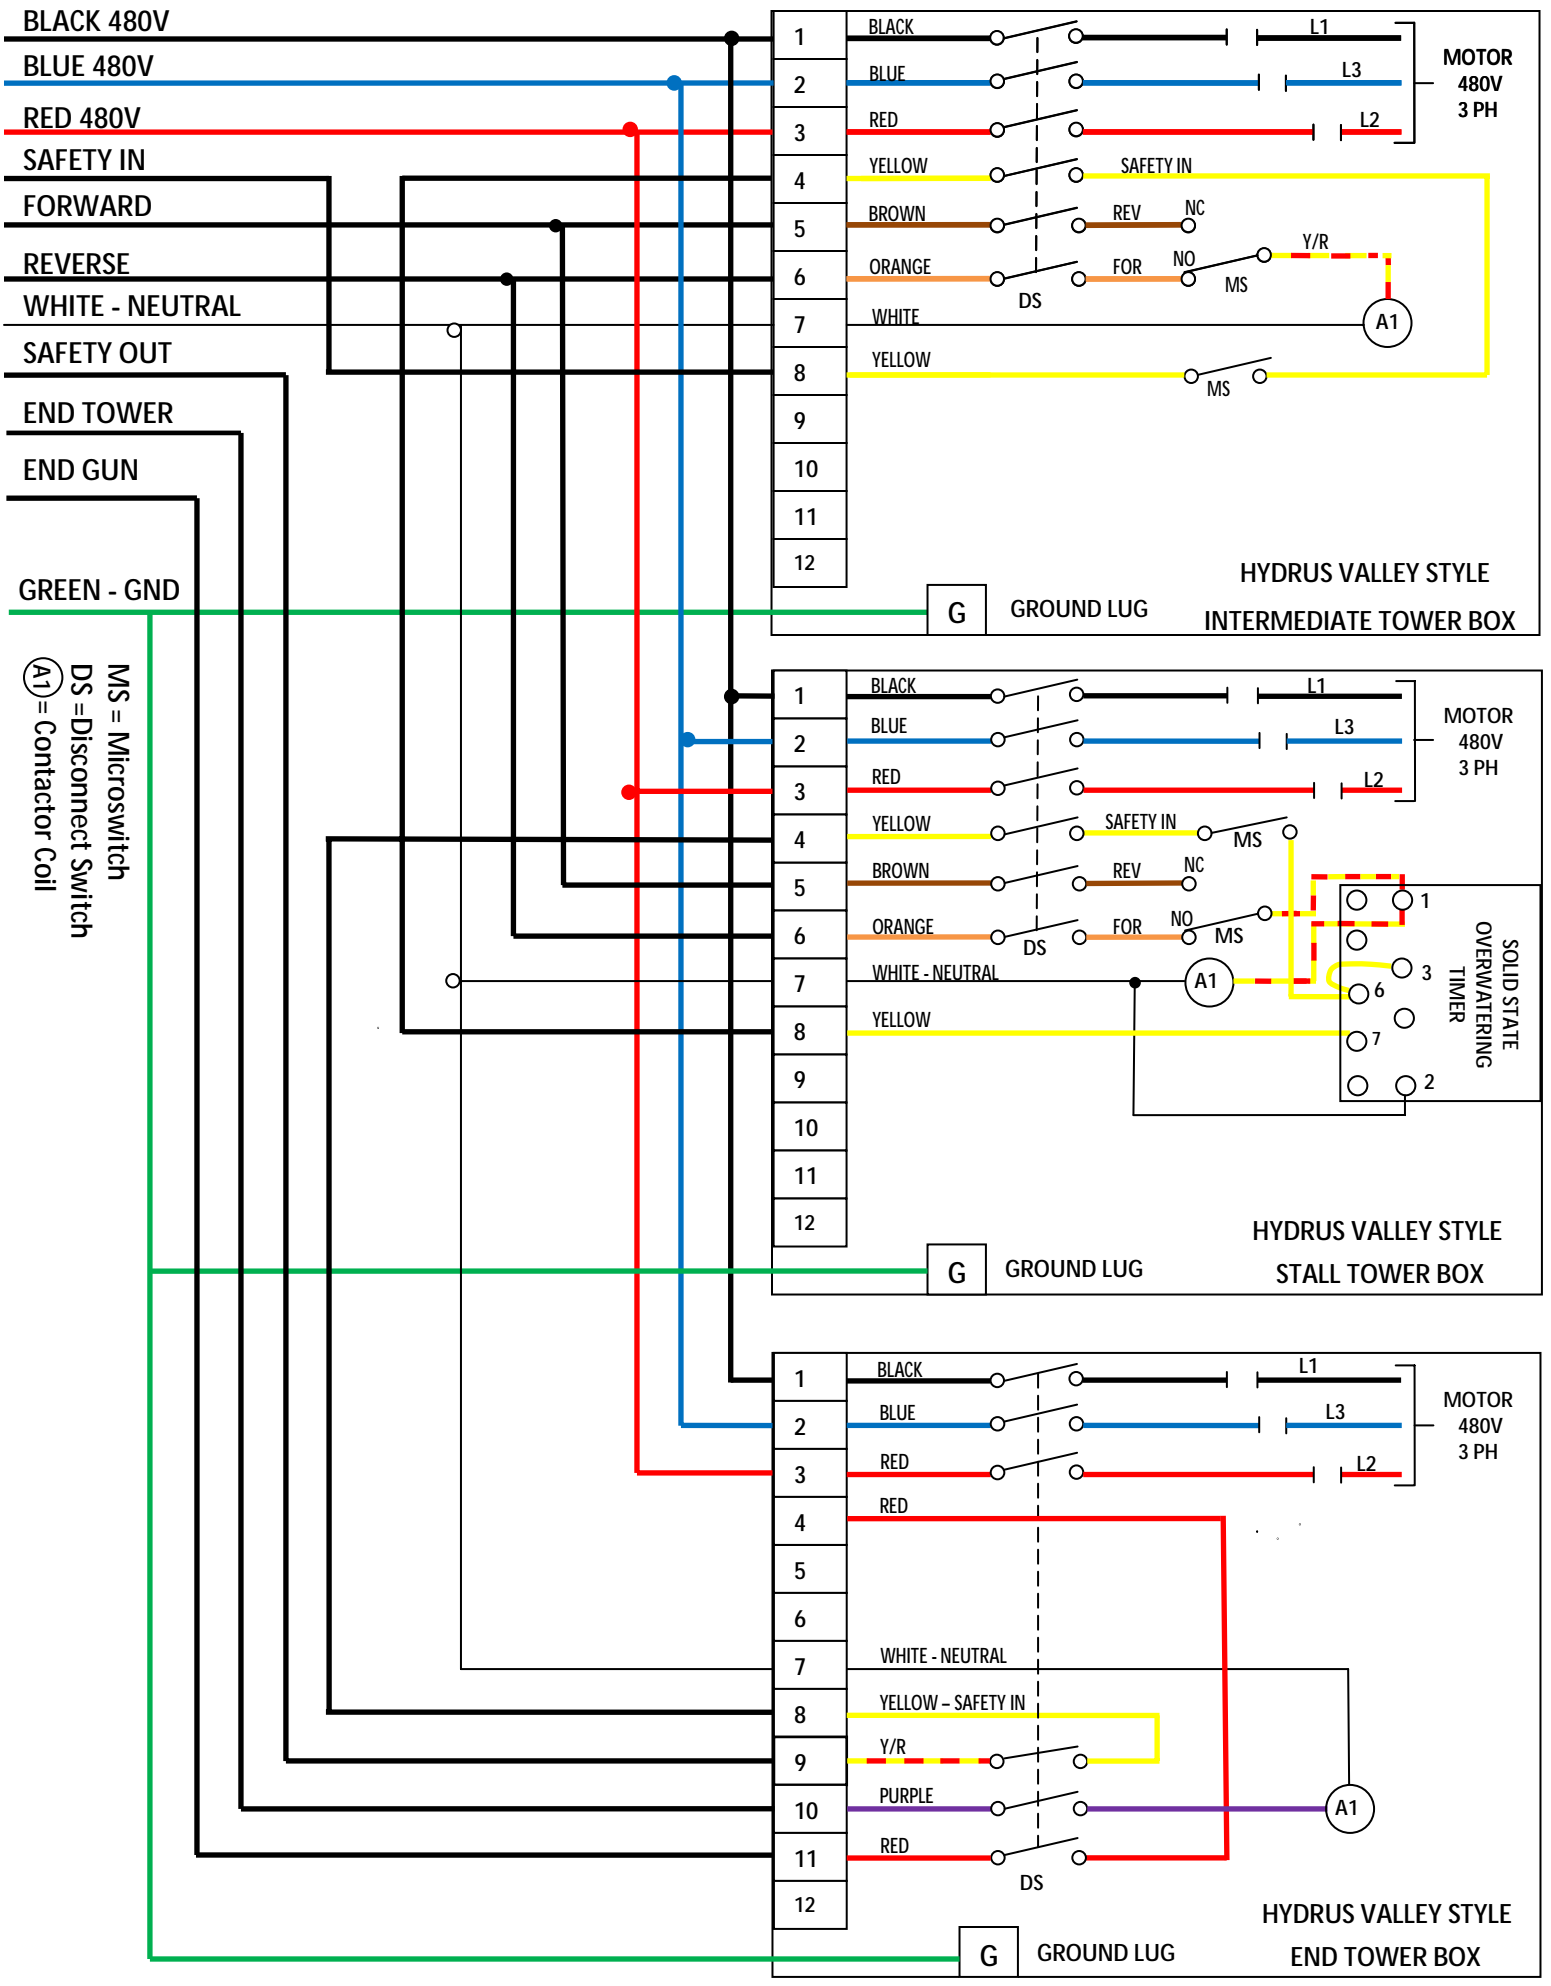 BLACK 480V
BLUE 480V
RED 480V
SAFETY IN
FORWARD
REVERSE
WHITE - NEUTRAL
SAFETY OUT
END TOWER
END GUN
GREEN - GND
MS = Microswitch
DS =Disconnect Switch
A1 = Contactor Coil
1
BLACK
L1
2
BLUE
L3
MOTOR
480V
3 PH
3
RED
L2
4
YELLOW
SAFETY IN
5
BROWN
REV
NC
6
ORANGE
DS
FOR
NO
MS
Y/R
7
WHITE
A1
8
YELLOW
MS
9
10
11
12
G
GROUND LUG
HYDRUS VALLEY STYLE
INTERMEDIATE TOWER BOX
1
BLACK
L1
2
BLUE
L3
MOTOR
480V
3 PH
3
RED
L2
4
YELLOW
SAFETY IN
MS
5
BROWN
REV
NC
6
ORANGE
DS
FOR
NO
MS
7
WHITE - NEUTRAL
A1
8
YELLOW
1
3
6
7
2
SOLID STATE
OVERWATERING
TIMER
9
10
11
12
G
GROUND LUG
HYDRUS VALLEY STYLE
STALL TOWER BOX
1
BLACK
L1
2
BLUE
L3
MOTOR
480V
3 PH
3
RED
L2
4
RED
5
6
7
WHITE - NEUTRAL
8
YELLOW – SAFETY IN
9
Y/R
10
PURPLE
A1
11
RED
DS
12
G
GROUND LUG
HYDRUS VALLEY STYLE
END TOWER BOX